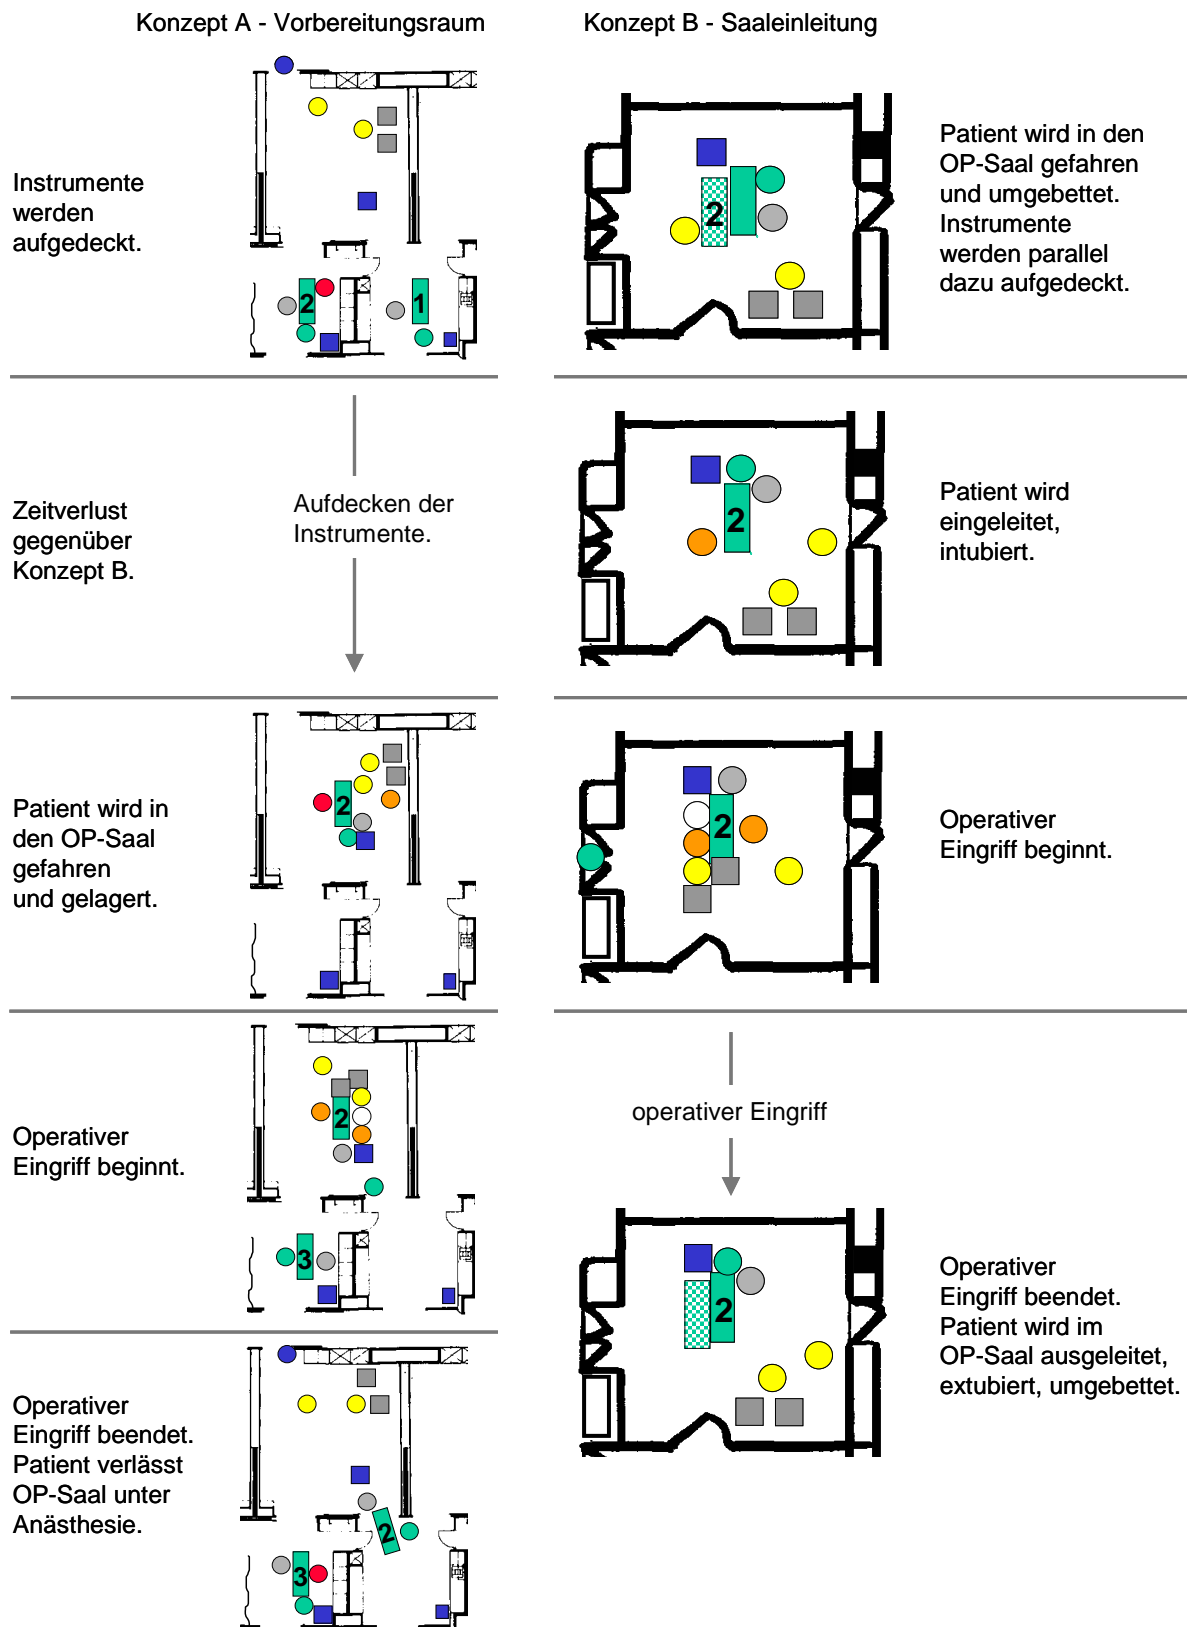 Konzept A - Vorbereitungsraum
Konzept B - Saaleinleitung
Instrumente
werden
aufgedeckt.
2
1
2
Patient wird in den
OP-Saal gefahren
und umgebettet.
Instrumente
werden parallel
dazu aufgedeckt.
Zeitverlust
gegenüber
Konzept B.
Aufdecken der
Instrumente.
2
Patient wird
eingeleitet,
intubiert.
Patient wird in
den OP-Saal
gefahren
und gelagert.
2
2
Operativer
Eingriff beginnt.
Operativer
Eingriff beginnt.
2
3
operativer Eingriff
Operativer
Eingriff beendet.
Patient verlässt
OP-Saal unter
Anästhesie.
2
3
2
Operativer
Eingriff beendet.
Patient wird im
OP-Saal ausgeleitet,
extubiert, umgebettet.